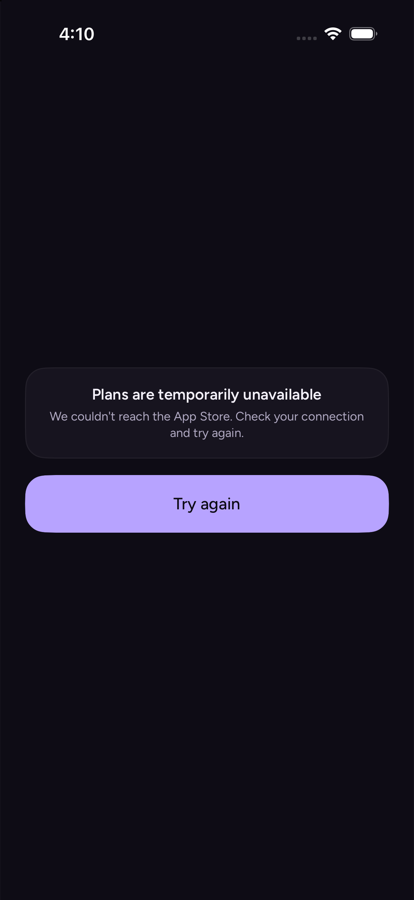 4:10
Plans are temporarily unavailable
We couldn't reach the App Store. Check your connection
and try again.
Try again